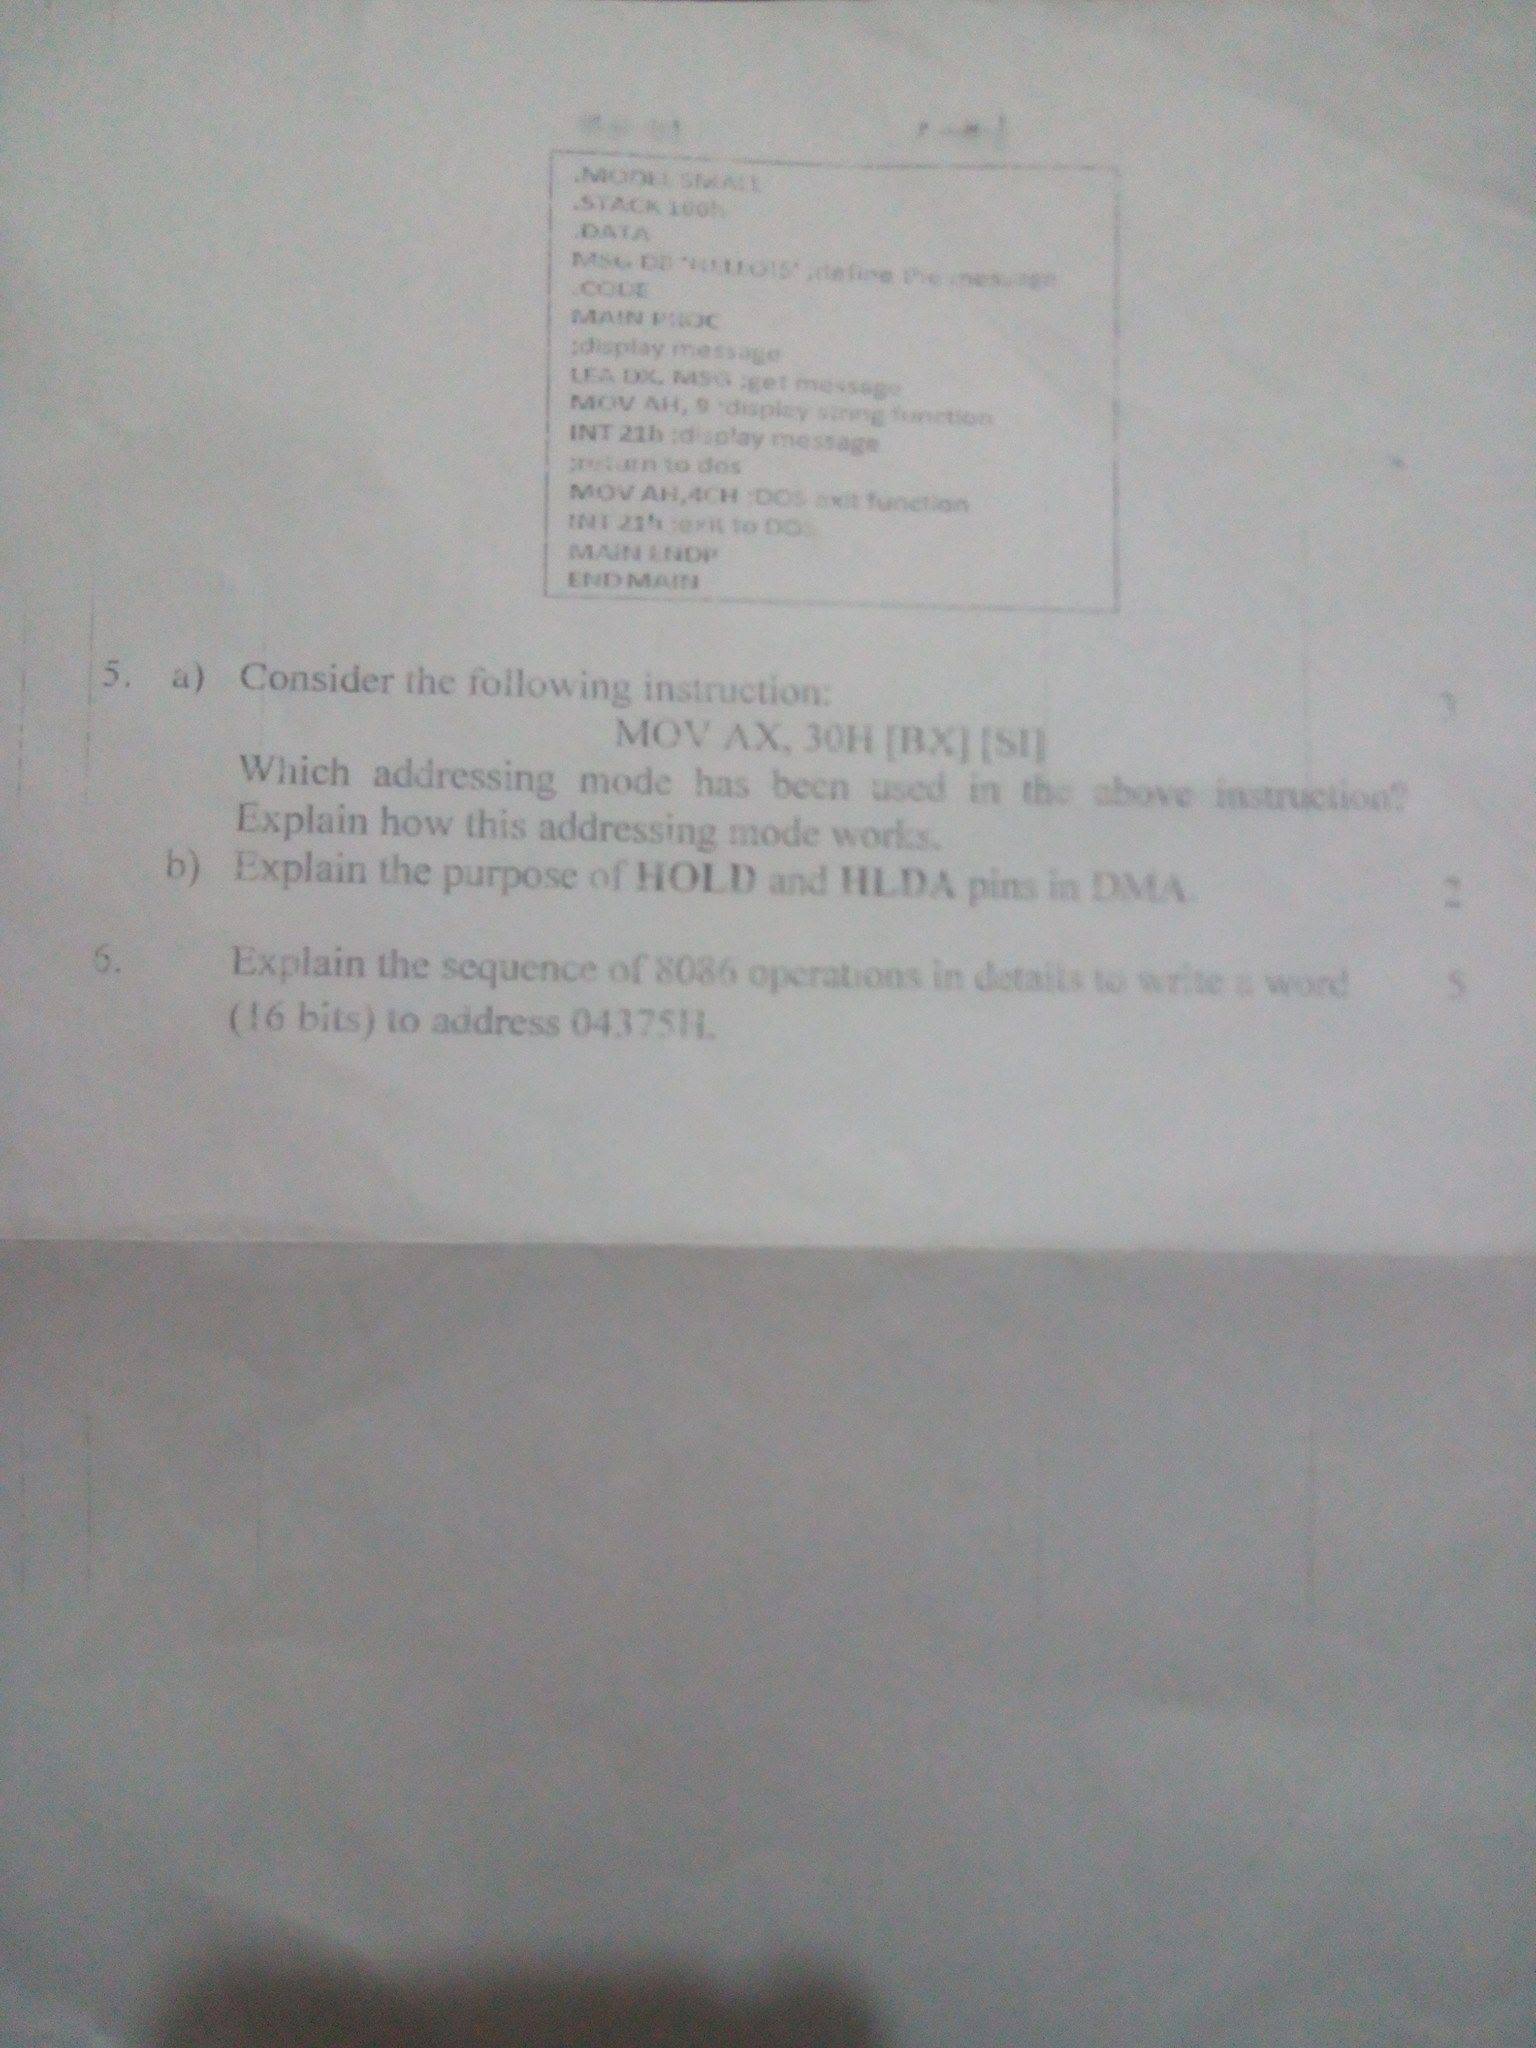 .MODEL SMALL
.STACK 100h
.DATA
MSG DB ;define the message
.CODE
MAIN PROC
;display message
LEA DX, MSG ;get message
MOV AH, 9 ;display string function
INT 21h ;display message
;return to dos
MOV AH,4CH ;DOS exit function
INT 21h ;exit to DOS
MAIN ENDP
END MAIN
5. a) Consider the following instruction: 3
MOV AX, 30H [BX] [SI]
Which addressing mode has been used in the above instruction?
Explain how this addressing mode works.
b) Explain the purpose of HOLD and HLDA pins in DMA. 2
6. Explain the sequence of 8086 operations in details to write a word 5
(16 bits) to address 04375H.